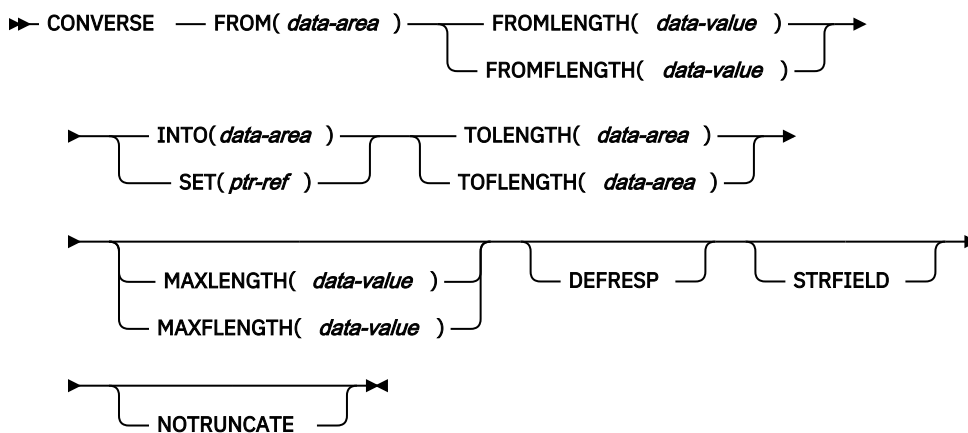 CONVERSE FROM( data-area ) FROMLENGTH( data-value )
FROMFLENGTH( data-value )
INTO( data-area ) TOLENGTH( data-area )
SET( ptr-ref ) TOFLENGTH( data-area )
MAXLENGTH( data-value ) DEFRESP STRFIELD
MAXFLENGTH( data-value )
NOTRUNCATE